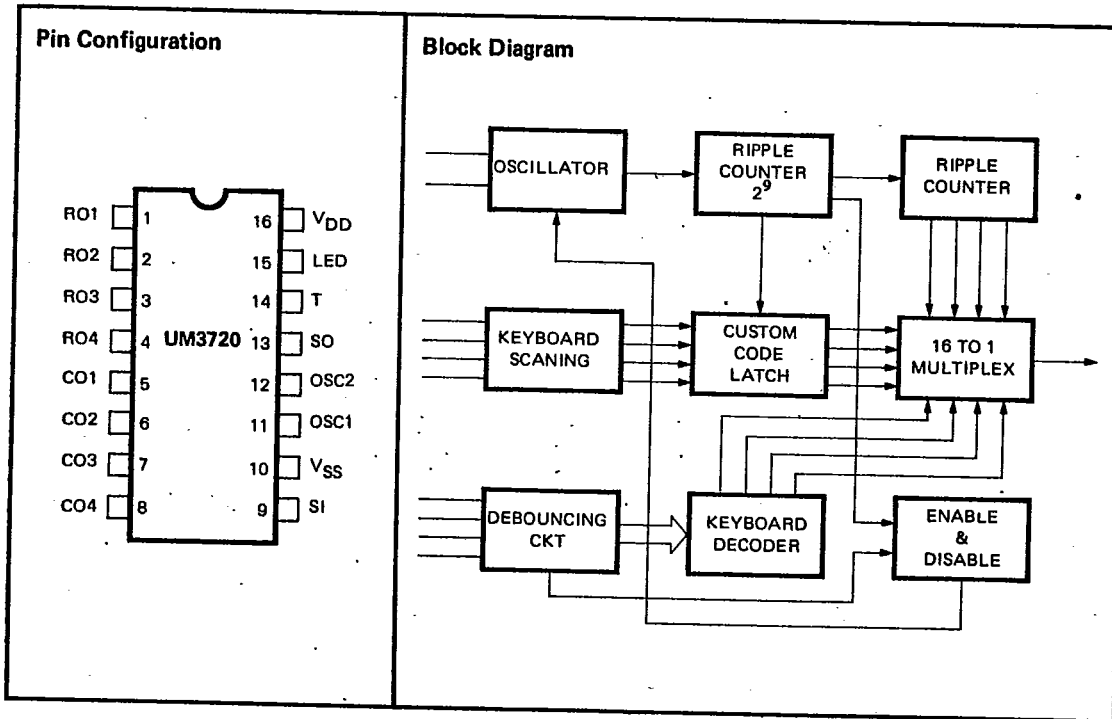 Pin Configuration
RO1 1
RO2 2
RO3 3
RO4 4
CO1 5
CO2 6
CO3 7
CO4 8
UM3720
16 VDD
15 LED
14 T
13 SO
12 OSC2
11 OSC1
10 VSS
9 SI
Block Diagram
OSCILLATOR
RIPPLE
COUNTER
2^9
RIPPLE
COUNTER
KEYBOARD
SCANING
CUSTOM
CODE
LATCH
16 TO 1
MULTIPLEX
DEBOUNCING
CKT
KEYBOARD
DECODER
ENABLE
&
DISABLE